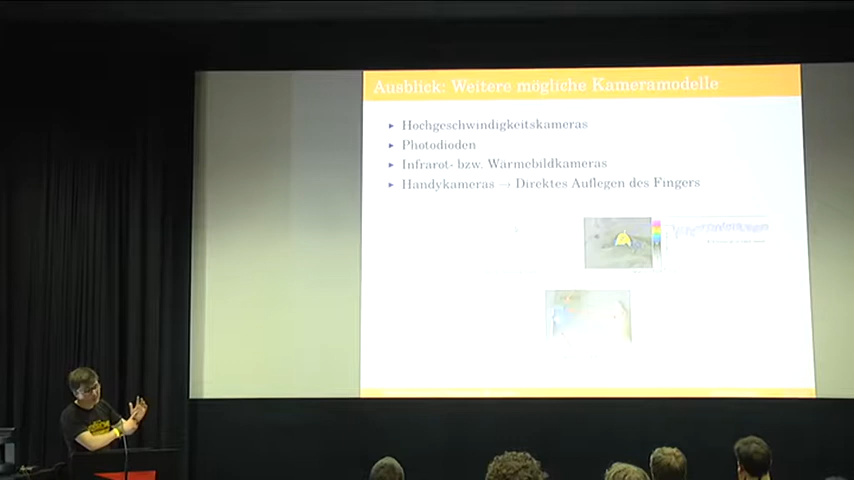 Ausblick: Weitere mögliche Kameramodelle
Hochgeschwindigkeitskameras
Photodioden
Infrarot- bzw. Wärmebildkameras
Handykameras → Direktes Auflegen des Fingers